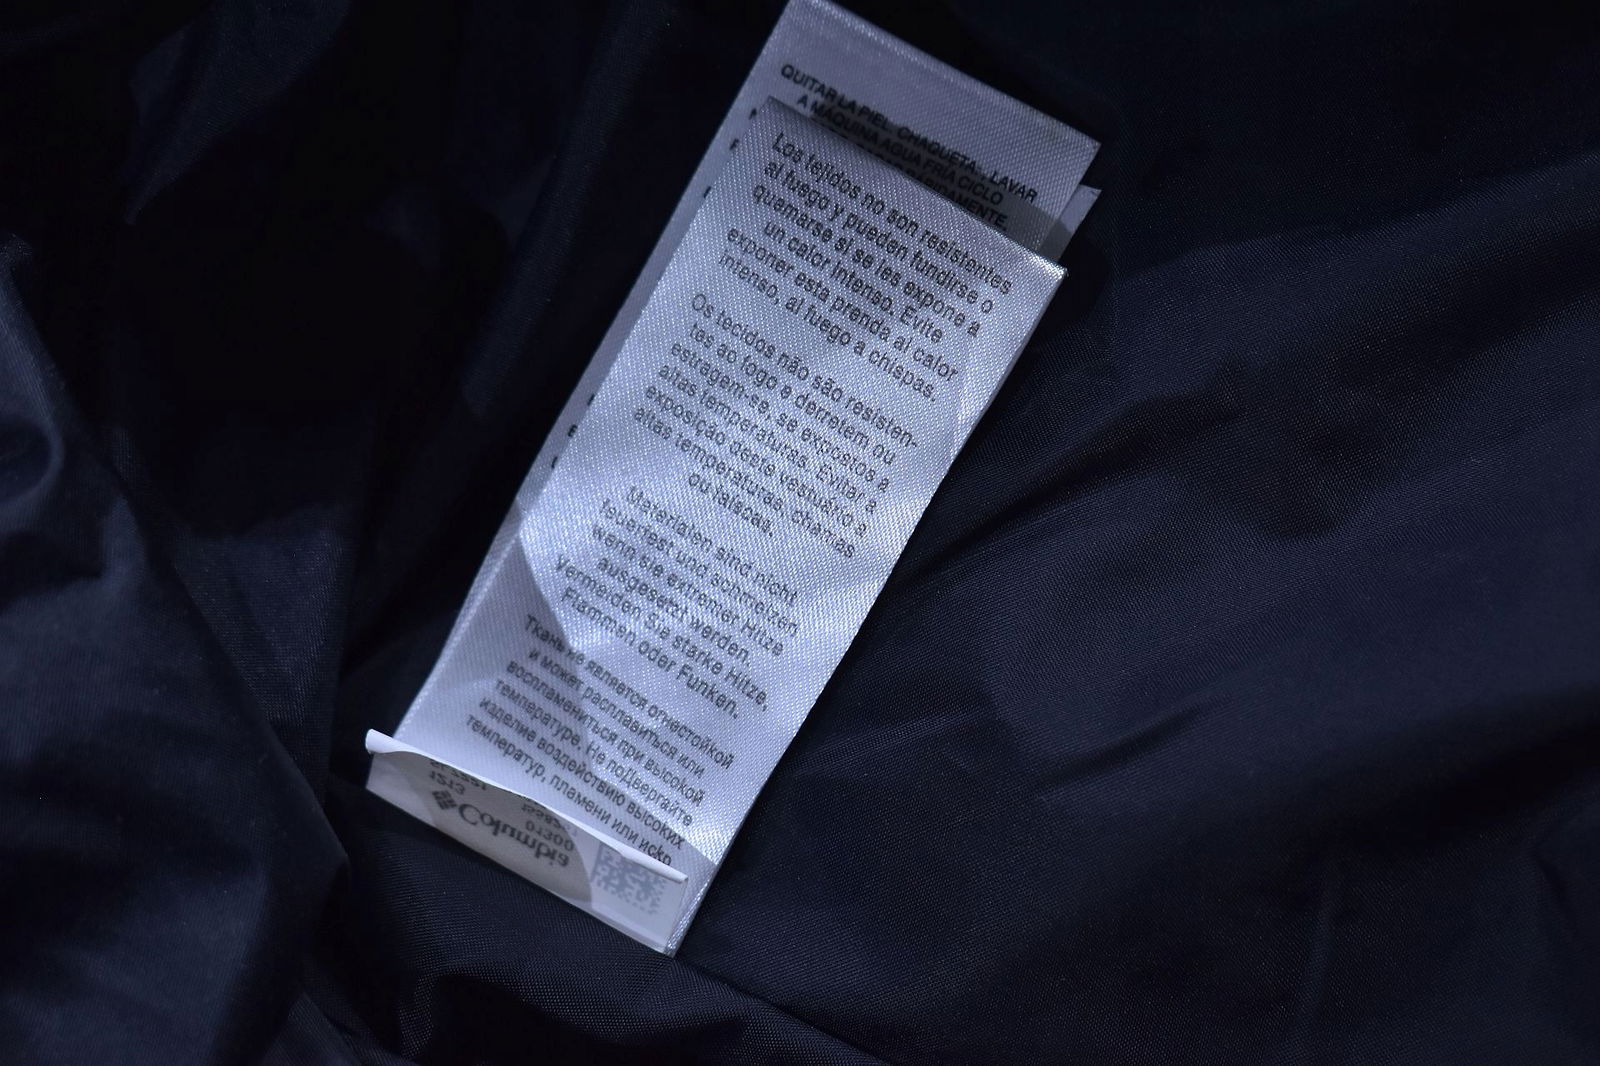 QUITAR LA PIEL. CHAQUETA... LAVAR
A MÁQUINA AGUA FRÍA CICLO
RÁPIDAMENTE.
Los tejidos no son resistentes
al fuego y pueden fundirse o
quemarse si se les expone a
un calor intenso. Evite
exponer esta prenda al calor
intenso, al fuego a chispas.
Os tecidos não são resisten-
tes ao fogo e derretem ou
estragem-se, se expostos a
altas temperaturas. Evitar a
exposição deste vestuário a
altas temperaturas, chamas
ou faiscas.
Materialen sind nicht
feuerfest und schmelzen
wenn sie extremer Hitze
ausgesetzt werden.
Vermeiden Sie starke Hitze,
Flammen oder Funken.
Ткань не является огнестойкой
и может расплавиться или
воспламениться при высокой
температуре. Не поДвергайте
изделие воздействию высоких
температур, пламени или искр
Columbia
01300
1213